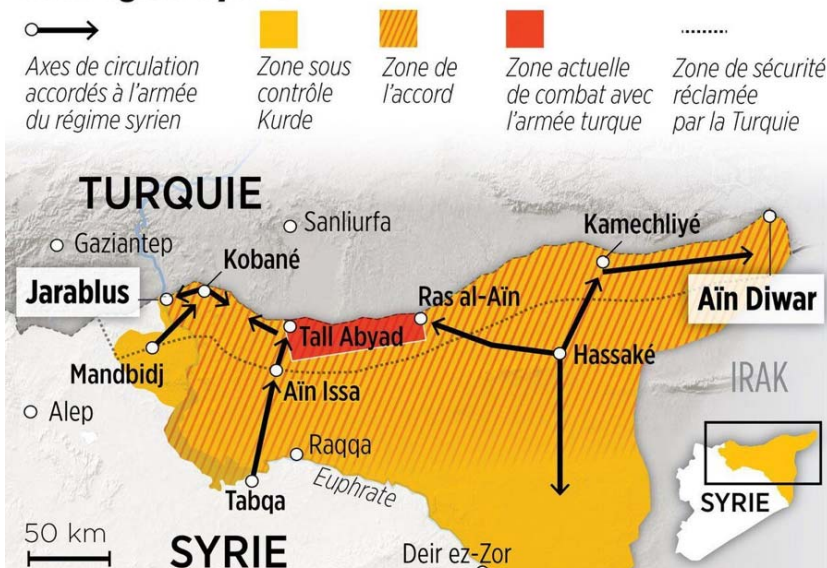 Axes de circulation
accordés à l'armée
du régime syrien
Zone sous
contrôle
Kurde
Zone de
l'accord
Zone actuelle
de combat avec
l'armée turque
Zone de sécurité
réclamée
par la Turquie
TURQUIE
Sanliurfa
Gaziantep
Kamechliyé
Kobané
Jarablus
Ras al-Aïn
Aïn Diwar
Tall Abyad
Mandbidj
Hassaké
Aïn Issa
IRAK
Alep
Raqqa
Tabqa
Euphrate
SYRIE
50 km
SYRIE
Deir ez-Zor